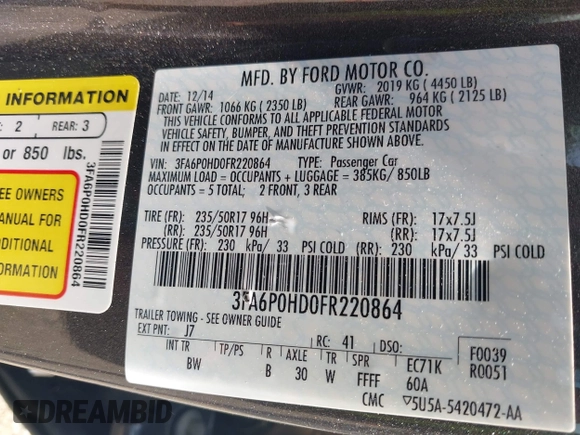 INFORMATION
2 REAR: 3
or 850 lbs.
SEE OWNERS
MANUAL FOR
ADDITIONAL
INFORMATION
3FA6P0HD0FR220864
MFD. BY FORD MOTOR CO.
12/14 GVWR: 2019 KG ( 4450 LB)
FRONT GAWR: 1066 KG ( 2350 LB) REAR GAWR: 964 KG ( 2125 LB)
THIS VEHICLE CONFORMS TO ALL APPLICABLE FEDERAL MOTOR
VEHICLE SAFETY, BUMPER, AND THEFT PREVENTION STANDARDS
IN EFFECT ON THE DATE OF MANUFACTURE SHOWN ABOVE.
VIN: 3FA6P0HD0FR220864 TYPE: Passenger Car
MAXIMUM LOAD = OCCUPANTS + LUGGAGE = 385KG/ 850LB
OCCUPANTS = 5 TOTAL; 2 FRONT, 3 REAR
TIRE (FR): 235/50R17 96H RIMS (FR): 17x7.5J
(RR): 235/50R17 96H (RR): 17x7.5J
PRESSURE (FR): 230 kPa/ 33 PSI COLD (RR): 230 kPa/ 33 PSI COLD
3FA6P0HD0FR220864
TRAILER TOWING - SEE OWNER GUIDE
EXT PNT: J7 RC: 41 DSO: F0039
R0051
INT TR TP/PS R AXLE TR SPR EC71K
BW B 30 W FFFF 60A
CMC ▽5U5A-5420472-AA
DREAMBID